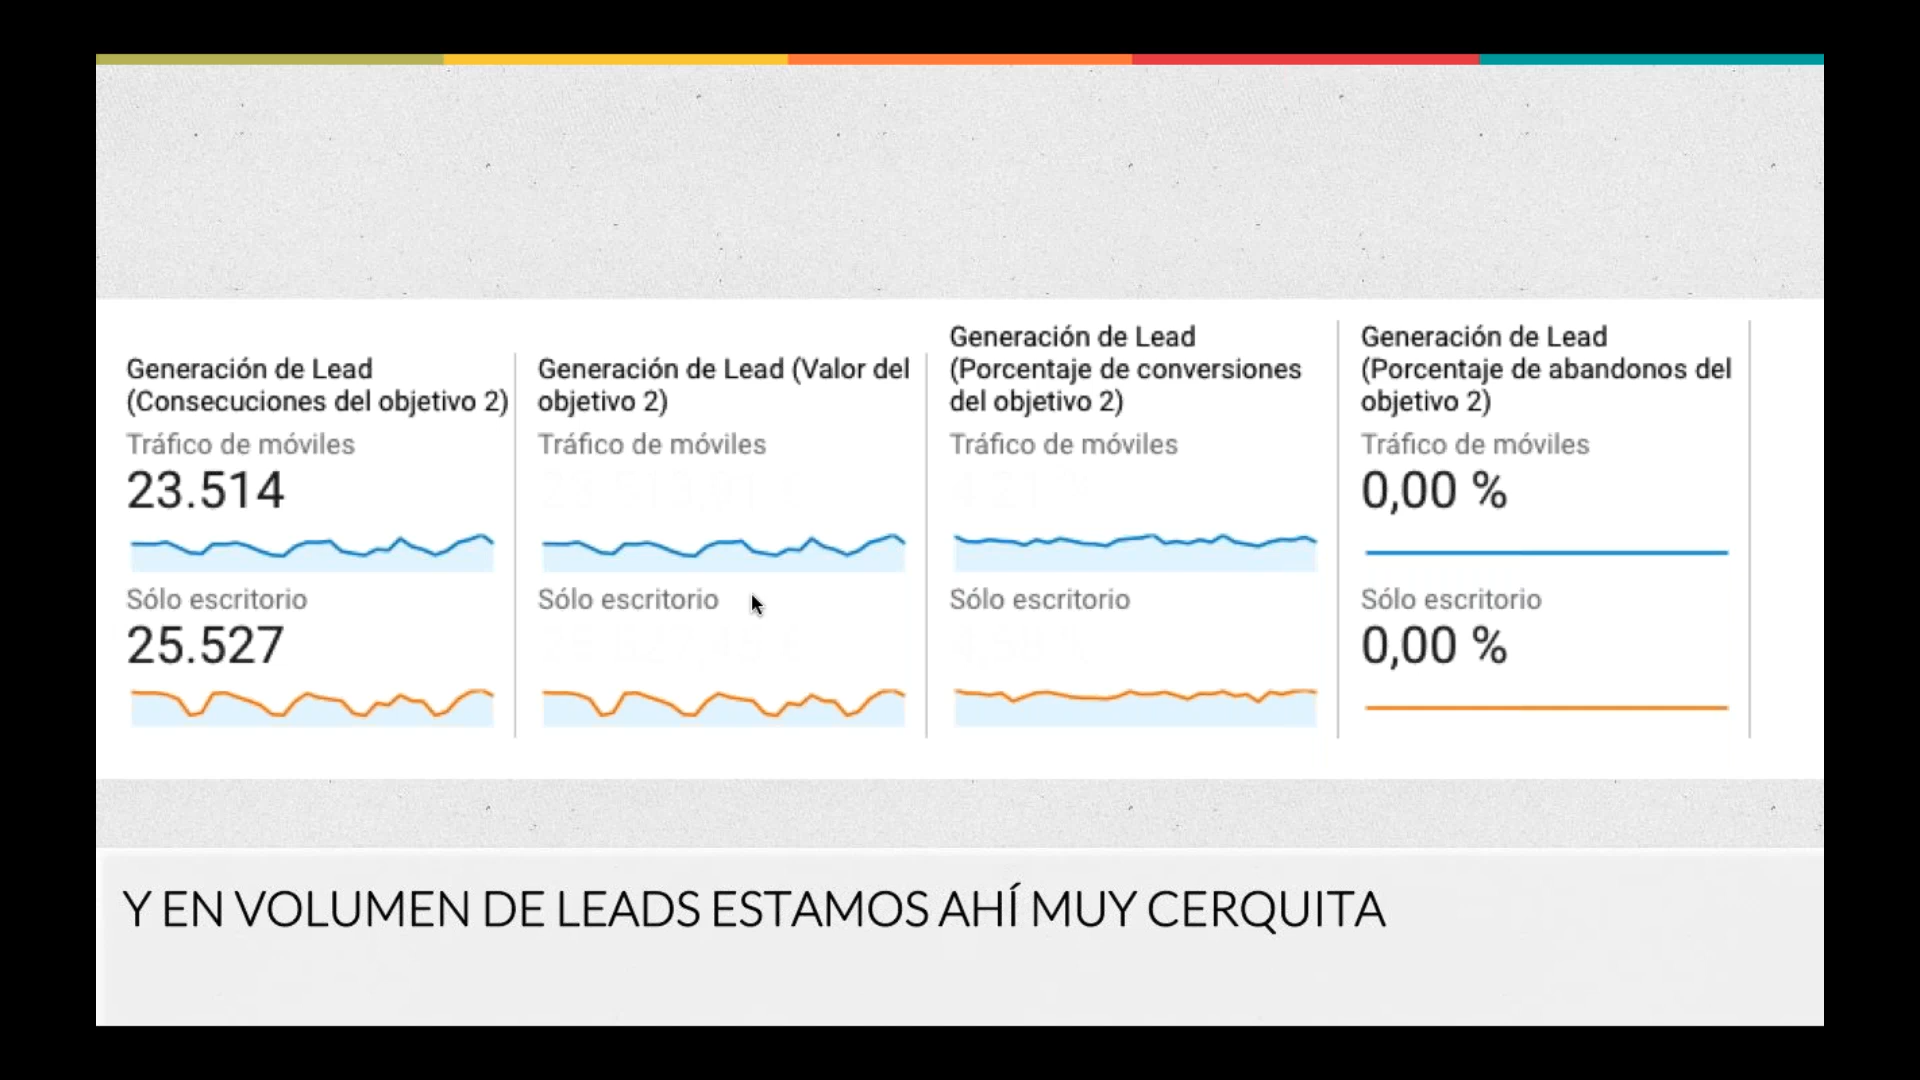 Generación de Lead
(Consecuciones del objetivo 2)
Tráfico de móviles
23.514
Sólo escritorio
25.527
Generación de Lead (Valor del
objetivo 2)
Tráfico de móviles
Sólo escritorio
Generación de Lead
(Porcentaje de conversiones
del objetivo 2)
Tráfico de móviles
Sólo escritorio
Generación de Lead
(Porcentaje de abandonos del
objetivo 2)
Tráfico de móviles
0,00 %
Sólo escritorio
0,00 %
Y EN VOLUMEN DE LEADS ESTAMOS AHÍ MUY CERQUITA